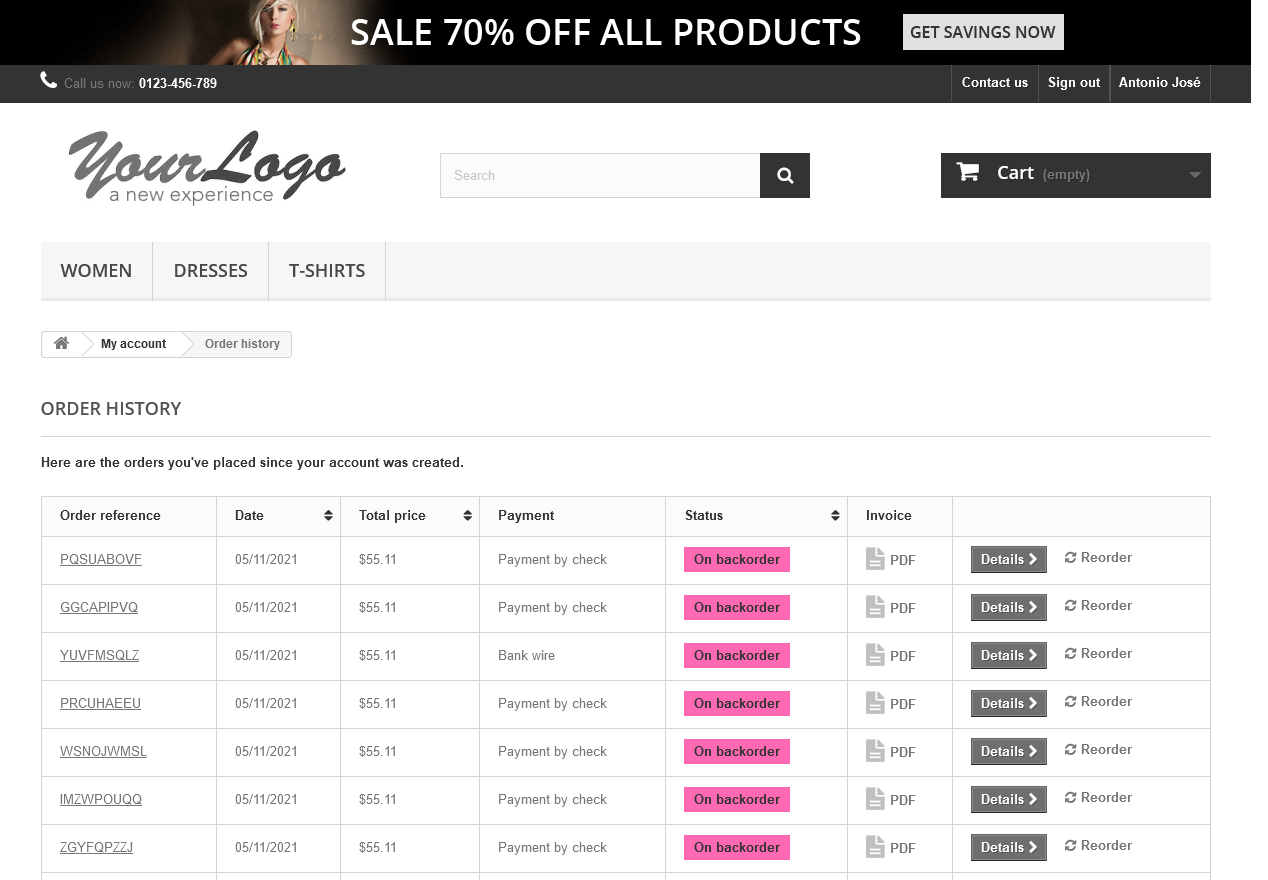 SALE 70% OFF ALL PRODUCTS GET SAVINGS NOW
Call us now: 0123-456-789 Contact us Sign out Antonio José
YourLogo
a new experience
Search Cart (empty)
WOMEN DRESSES T-SHIRTS
My account Order history
ORDER HISTORY
Here are the orders you've placed since your account was created.
Order reference Date Total price Payment Status Invoice
PQSUABOVF 05/11/2021 $55.11 Payment by check On backorder PDF Details Reorder
GGCAPIPVQ 05/11/2021 $55.11 Payment by check On backorder PDF Details Reorder
YUVFMSQLZ 05/11/2021 $55.11 Bank wire On backorder PDF Details Reorder
PRCUHAEEU 05/11/2021 $55.11 Payment by check On backorder PDF Details Reorder
WSNOJWMSL 05/11/2021 $55.11 Payment by check On backorder PDF Details Reorder
IMZWPOUQQ 05/11/2021 $55.11 Payment by check On backorder PDF Details Reorder
ZGYFQPZZJ 05/11/2021 $55.11 Payment by check On backorder PDF Details Reorder